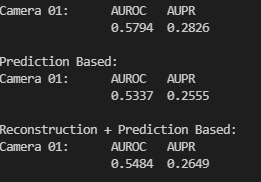 Camera 01: AUROC AUPR
0.5794 0.2826
Prediction Based:
Camera 01: AUROC AUPR
0.5337 0.2555
Reconstruction + Prediction Based:
Camera 01: AUROC AUPR
0.5484 0.2649